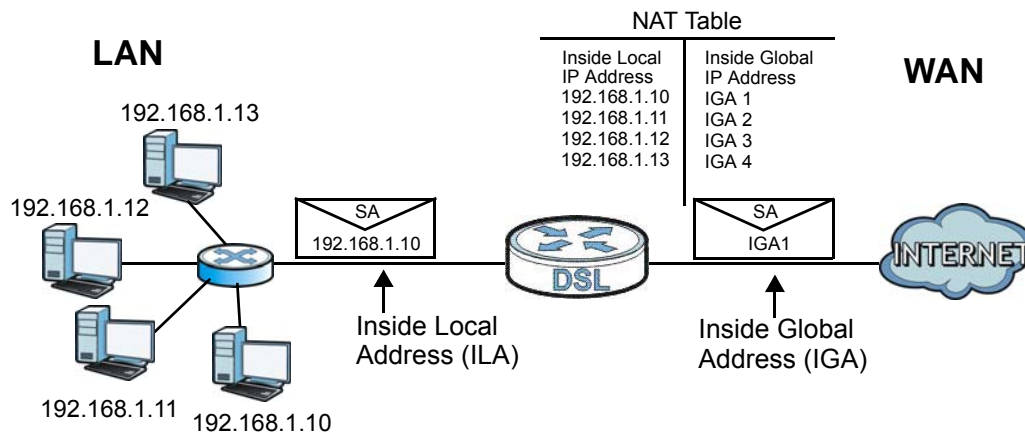 NAT Table
LAN
WAN
Inside Local
IP Address
192.168.1.10
192.168.1.11
192.168.1.12
192.168.1.13
Inside Global
IP Address
IGA 1
IGA 2
IGA 3
IGA 4
192.168.1.13
192.168.1.12
192.168.1.11
192.168.1.10
SA
192.168.1.10
DSL
SA
IGA1
INTERNET
Inside Local
Address (ILA)
Inside Global
Address (IGA)